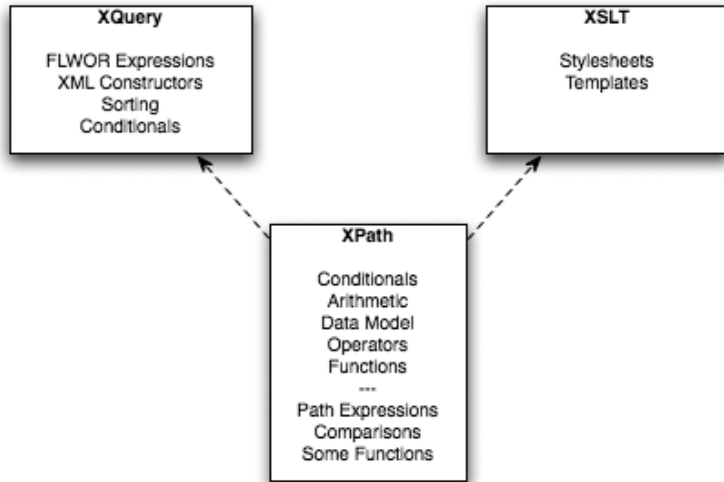 XQuery
FLWOR Expressions
XML Constructors
Sorting
Conditionals
XSLT
Stylesheets
Templates
XPath
Conditionals
Arithmetic
Data Model
Operators
Functions
---
Path Expressions
Comparisons
Some Functions